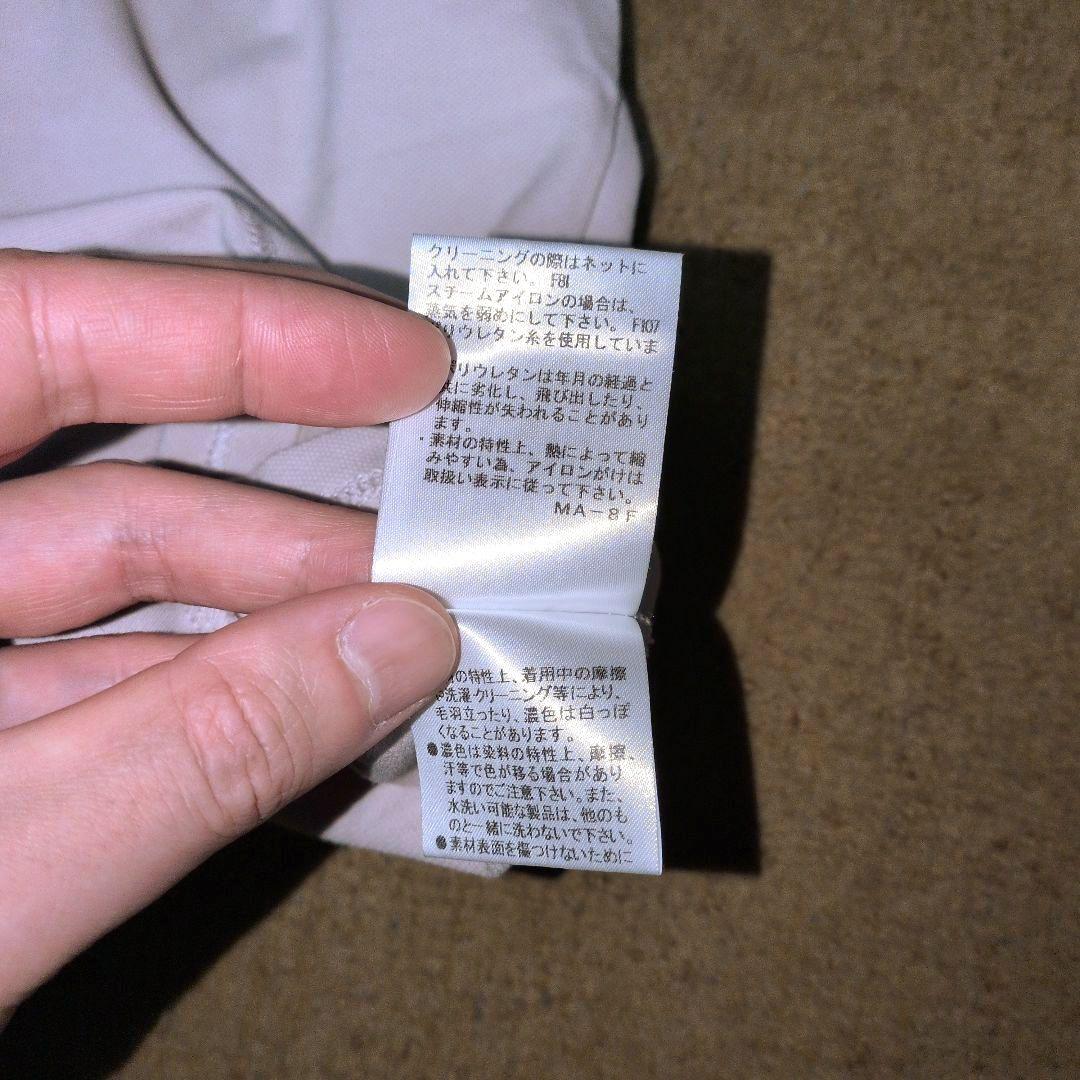 クリーニングの際はネットに
入れて下さい。 F81
スチームアイロンの場合は、
蒸気を弱めにして下さい。 F107
リウレタン糸を使用していま
ポリウレタンは年月の経過と
に劣化し、飛び出したり、
伸縮性が失われることがあり
ます。
・素材の特性上、熱によって縮
みやすい為、アイロンがけは
取扱い表示に従って下さい。
MA-8F
の特性上、着用中の摩擦
や洗濯・クリーニング等により、
毛羽立ったり、濃色は白っぽ
くなることがあります。
●濃色は染料の特性上、摩擦、
汗等で色が移る場合があり
ますのでご注意下さい。また、
水洗い可能な製品は、他のも
のと一緒に洗わないで下さい。
●素材表面を傷つけないために